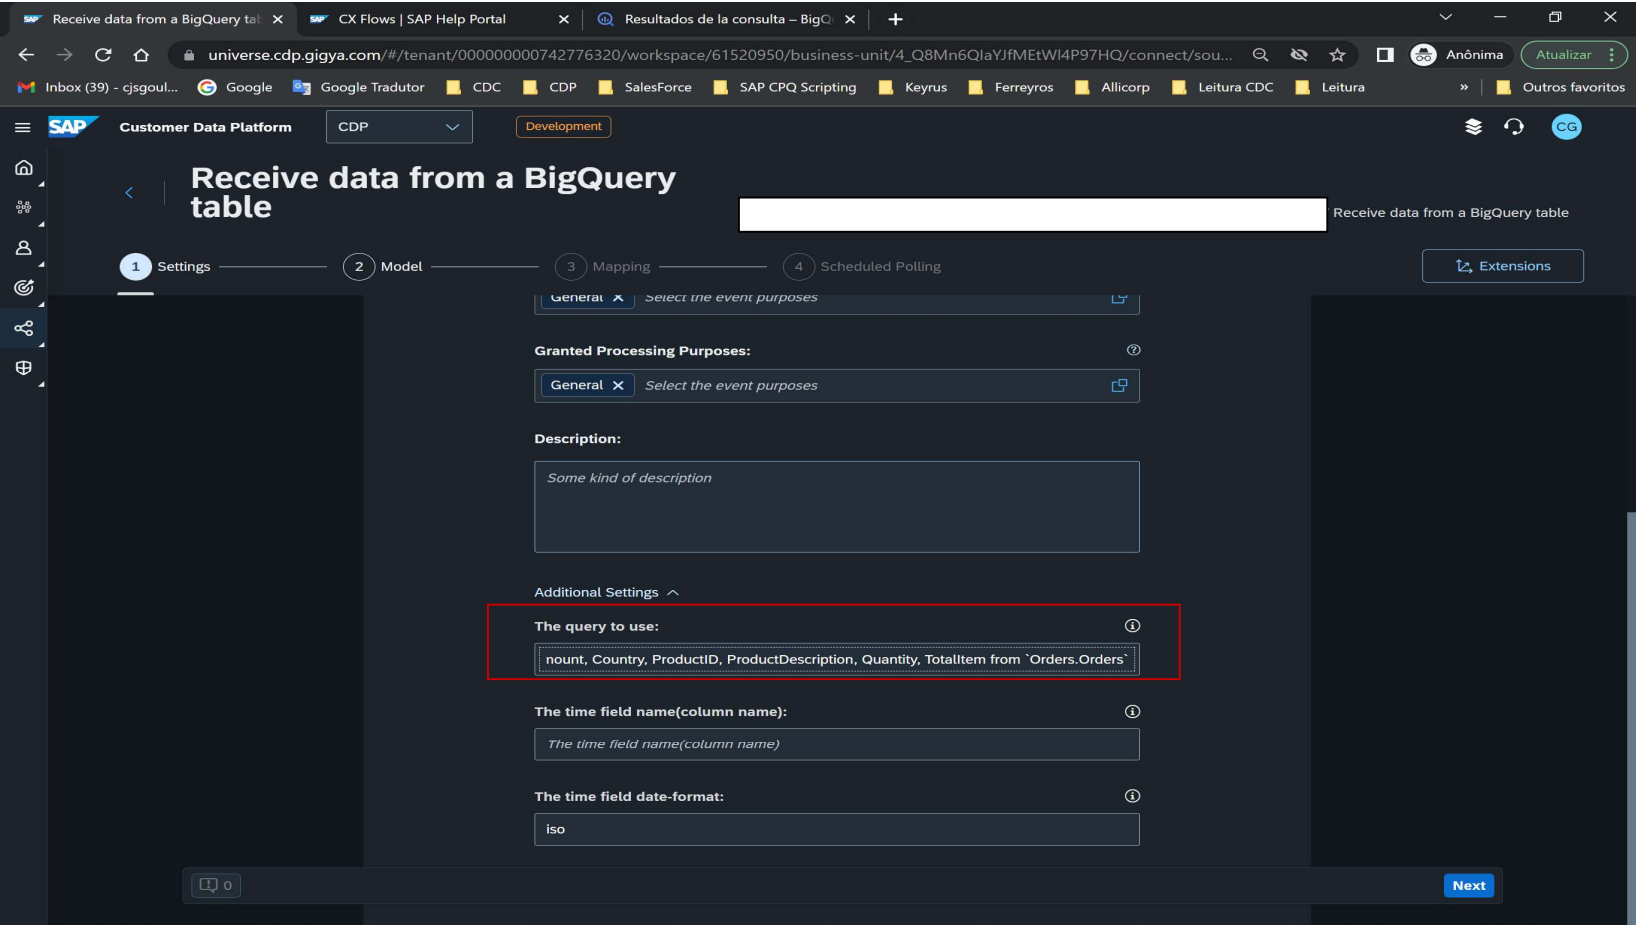 SAP Receive data from a BigQuery tab
SAP CX Flows | SAP Help Portal
Resultados de la consulta – BigQ
universe.cdp.gigya.com/#/tenant/000000000742776320/workspace/61520950/business-unit/4_Q8Mn6QIaYJfMEtWl4P97HQ/connect/sou...
Anônima
Atualizar
Inbox (39) - cjsgoul...
Google
Google Tradutor
CDC
CDP
SalesForce
SAP CPQ Scripting
Keyrus
Ferreyros
Allicorp
Leitura CDC
Leitura
»
Outros favoritos
SAP Customer Data Platform
CDP
Development
CG
Receive data from a BigQuery
table
Receive data from a BigQuery table
1 Settings
2 Model
3 Mapping
4 Scheduled Polling
Extensions
General Select the event purposes
Granted Processing Purposes:
General Select the event purposes
Description:
Some kind of description
Additional Settings
The query to use:
nount, Country, ProductID, ProductDescription, Quantity, TotalItem from `Orders.Orders`
The time field name(column name):
The time field name(column name)
The time field date-format:
iso
0
Next